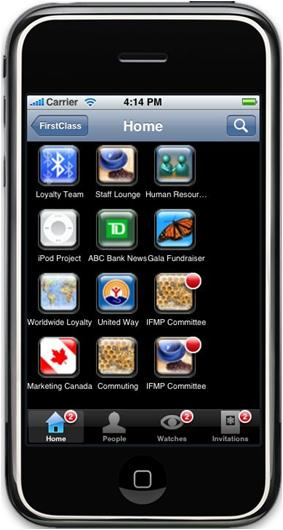 Carrier 4:14 PM
FirstClass Home
Loyalty Team Staff Lounge Human Resour...
TD
iPod Project ABC Bank News Gala Fundraiser
Worldwide Loyalty United Way IFMP Committee
Marketing Canada Commuting IFMP Committee
2 2 2
Home People Watches Invitations